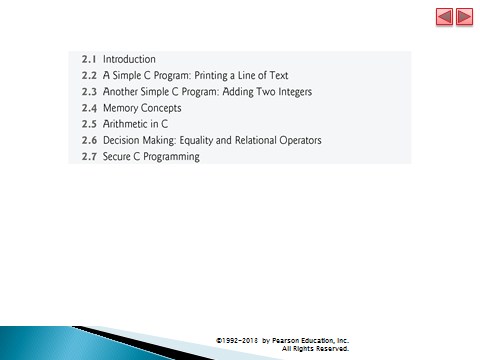 2.1 Introduction
2.2 A Simple C Program: Printing a Line of Text
2.3 Another Simple C Program: Adding Two Integers
2.4 Memory Concepts
2.5 Arithmetic in C
2.6 Decision Making: Equality and Relational Operators
2.7 Secure C Programming
©1992-2013 by Pearson Education, Inc.
All Rights Reserved.